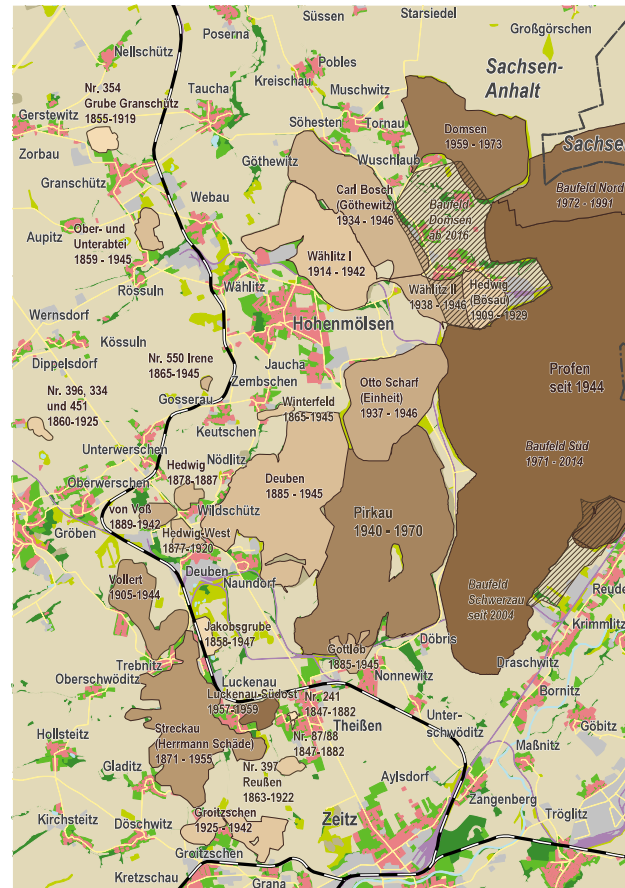 Süssen
Starsiedel
Großgörschen
Poserna
Nellschütz
Pobles
Kreischau
Muschwitz
Sachsen-
Anhalt
Nr. 354
Grube Granschütz
1855-1919
Taucha
Gerstewitz
Söhesten
Tornau
Domsen
1959 - 1973
Zorbau
Göthewitz
Wuschlaub
Sachse
Granschütz
Carl Bosch
(Göthewitz)
1934 - 1946
Baufeld Nord
1972 - 1991
Webau
Baufeld
Domsen
ab 2016
Aupitz
Ober- und
Unterabtei
1859 - 1945
Wählitz I
1914 - 1942
Rössuln
Wählitz
Wählitz II
1938 - 1946
Hedwig
(Bösau)
1909 - 1929
Wernsdorf
Hohenmölsen
Kössuln
Dippelsdorf
Nr. 550 Irene
1865-1945
Jaucha
Zembschen
Otto Scharf
(Einheit)
1937 - 1946
Profen
seit 1944
Nr. 396, 334
und 451
1860-1925
Gosserau
Winterfeld
1865-1945
Keutschen
Unterwerschen
Nödlitz
Baufeld Süd
1971 - 2014
Hedwig
1878-1887
Deuben
1885 - 1945
Oberwerschen
von Voß
1889-1942
Wildschütz
Pirkau
1940 - 1970
Gröben
Hedwig-West
1877-1920
Deuben
Naundorf
Vollert
1905-1944
Baufeld
Schwerzau
seit 2004
Reude
Krimmlitz
Jakobsgrube
1858-1947
Döbris
Gottlob
1885-1945
Draschwitz
Trebnitz
Oberschwöditz
Luckenau
Nonnewitz
Luckenau-Südost
1957-1959
Nr. 241
1847-1882
Bornitz
Theißen
Unter-
schwöditz
Göbitz
Streckau
(Herrmann Schäde)
1871 - 1955
Hollsteitz
Nr. 87/88
1847-1882
Maßnitz
Gladitz
Nr. 397
Reußen
1863-1922
Aylsdorf
Zangenberg
Tröglitz
Kirchsteitz
Döschwitz
Groitzschen
1925 - 1942
Zeitz
Groitzschen
Kretzschau
Grana